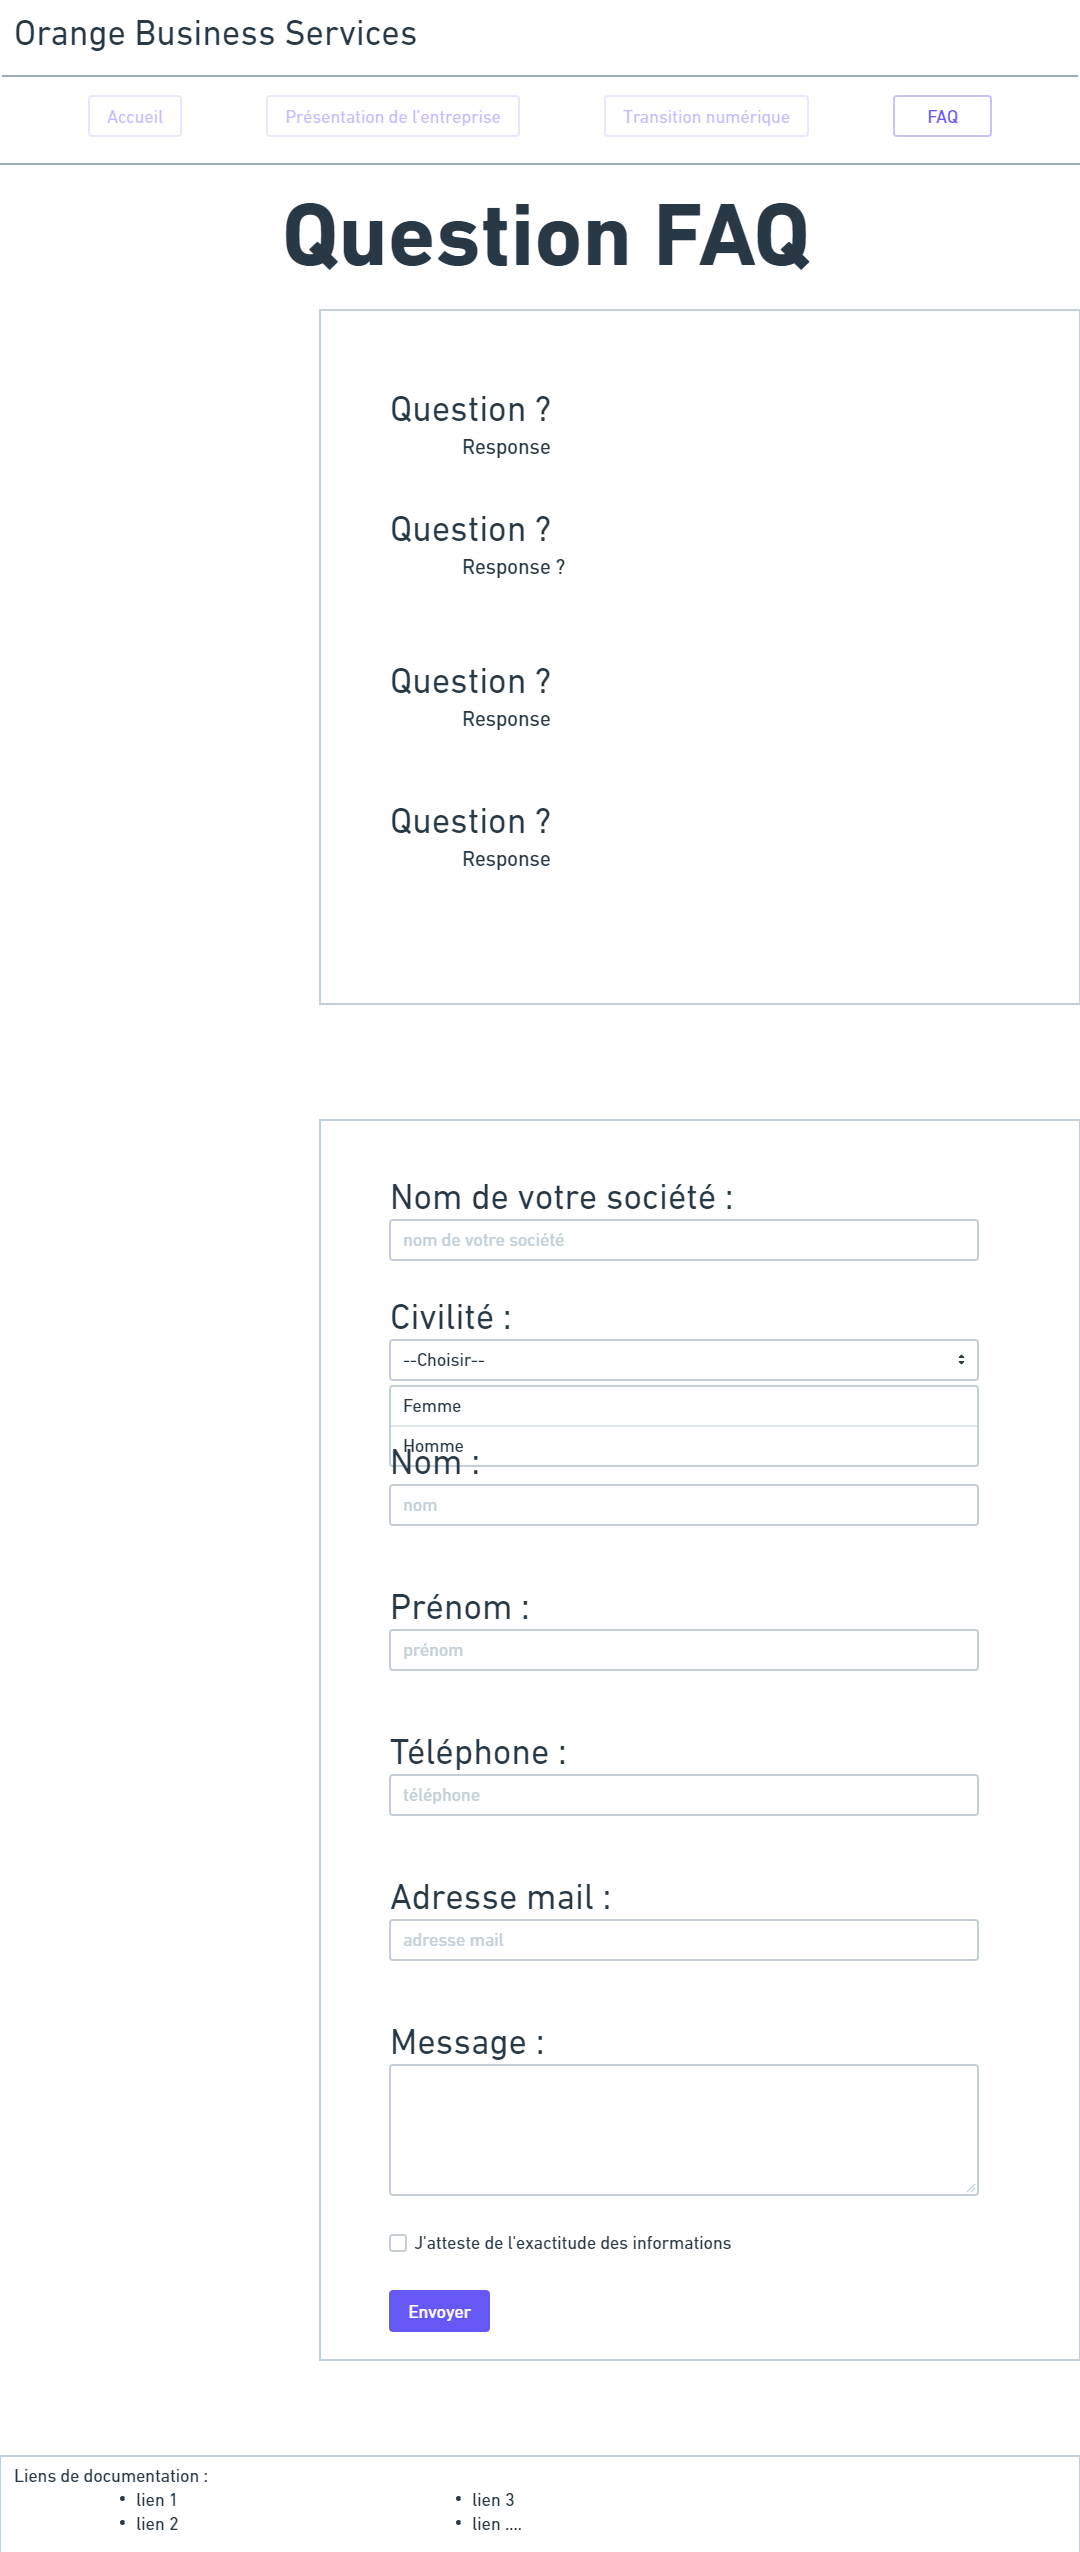 Orange Business Services
Accueil
Présentation de l'entreprise
Transition numérique
FAQ
Question FAQ
Question ?
Response
Question ?
Response ?
Question ?
Response
Question ?
Response
Nom de votre société :
nom de votre société
Civilité :
--Choisir--
Femme
Homme
Nom :
nom
Prénom :
prénom
Téléphone :
téléphone
Adresse mail :
adresse mail
Message :
J'atteste de l'exactitude des informations
Envoyer
Liens de documentation :
• lien 1
• lien 2
• lien 3
• lien ....